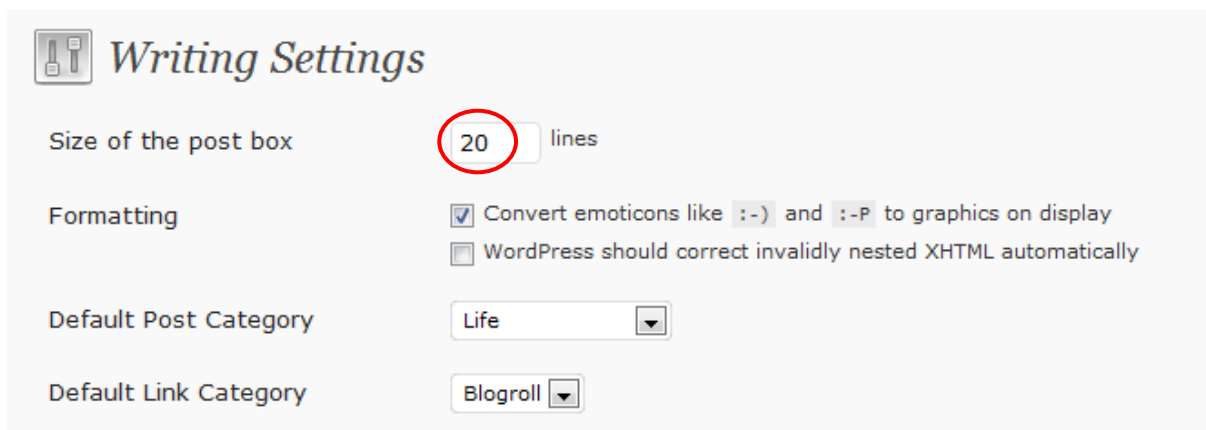 Writing Settings
Size of the post box 20 lines
Formatting Convert emoticons like :-) and :-P to graphics on display
WordPress should correct invalidly nested XHTML automatically
Default Post Category Life
Default Link Category Blogroll